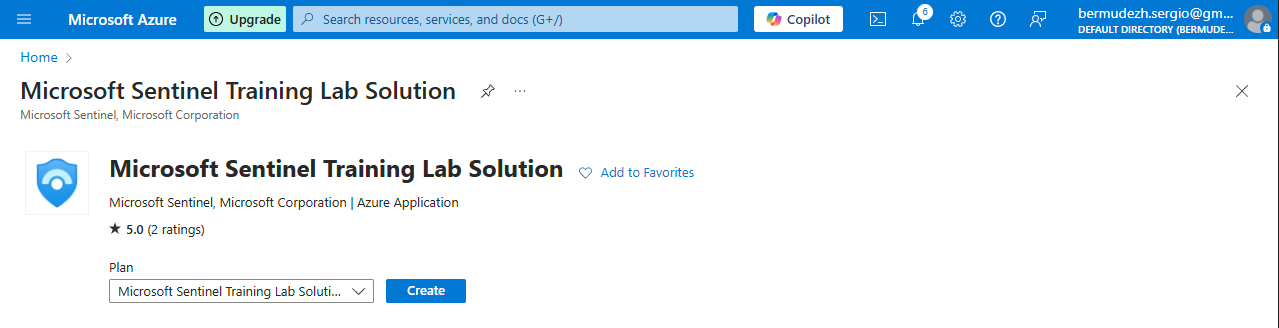 Microsoft Azure
Upgrade
Search resources, services, and docs (G+/)
Copilot
6
bermudezh.sergio@gm...
DEFAULT DIRECTORY (BERMUDE...
Home
Microsoft Sentinel Training Lab Solution
...
Microsoft Sentinel, Microsoft Corporation
Microsoft Sentinel Training Lab Solution
Add to Favorites
Microsoft Sentinel, Microsoft Corporation | Azure Application
★ 5.0 (2 ratings)
Plan
Microsoft Sentinel Training Lab Soluti...
Create